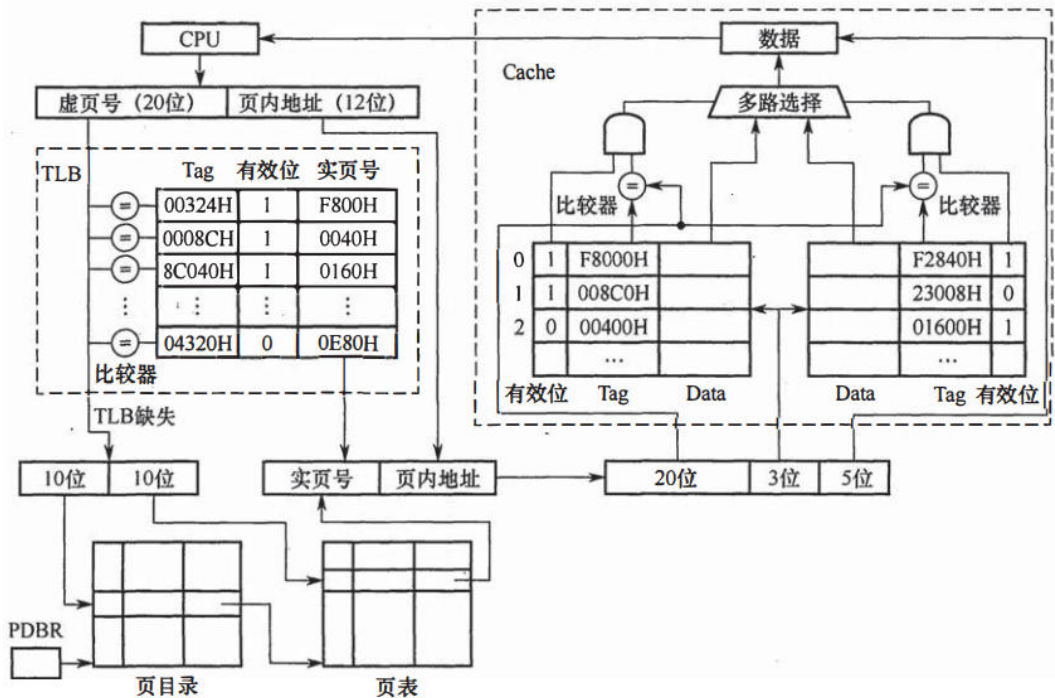 CPU
数据
Cache
虚页号（20位） 页内地址（12位）
多路选择
TLB
Tag 有效位 实页号
= 00324H 1 F800H
= 0008CH 1 0040H
= 8C040H 1 0160H
⋮ ⋮ ⋮ ⋮
= 04320H 0 0E80H
比较器
= 比较器
= 比较器
0 1 F8000H
1 1 008C0H
2 0 00400H
...
有效位 Tag Data
F2840H 1
23008H 0
01600H 1
...
Data Tag 有效位
TLB缺失
10位 10位
实页号 页内地址
20位 3位 5位
PDBR
页目录
页表